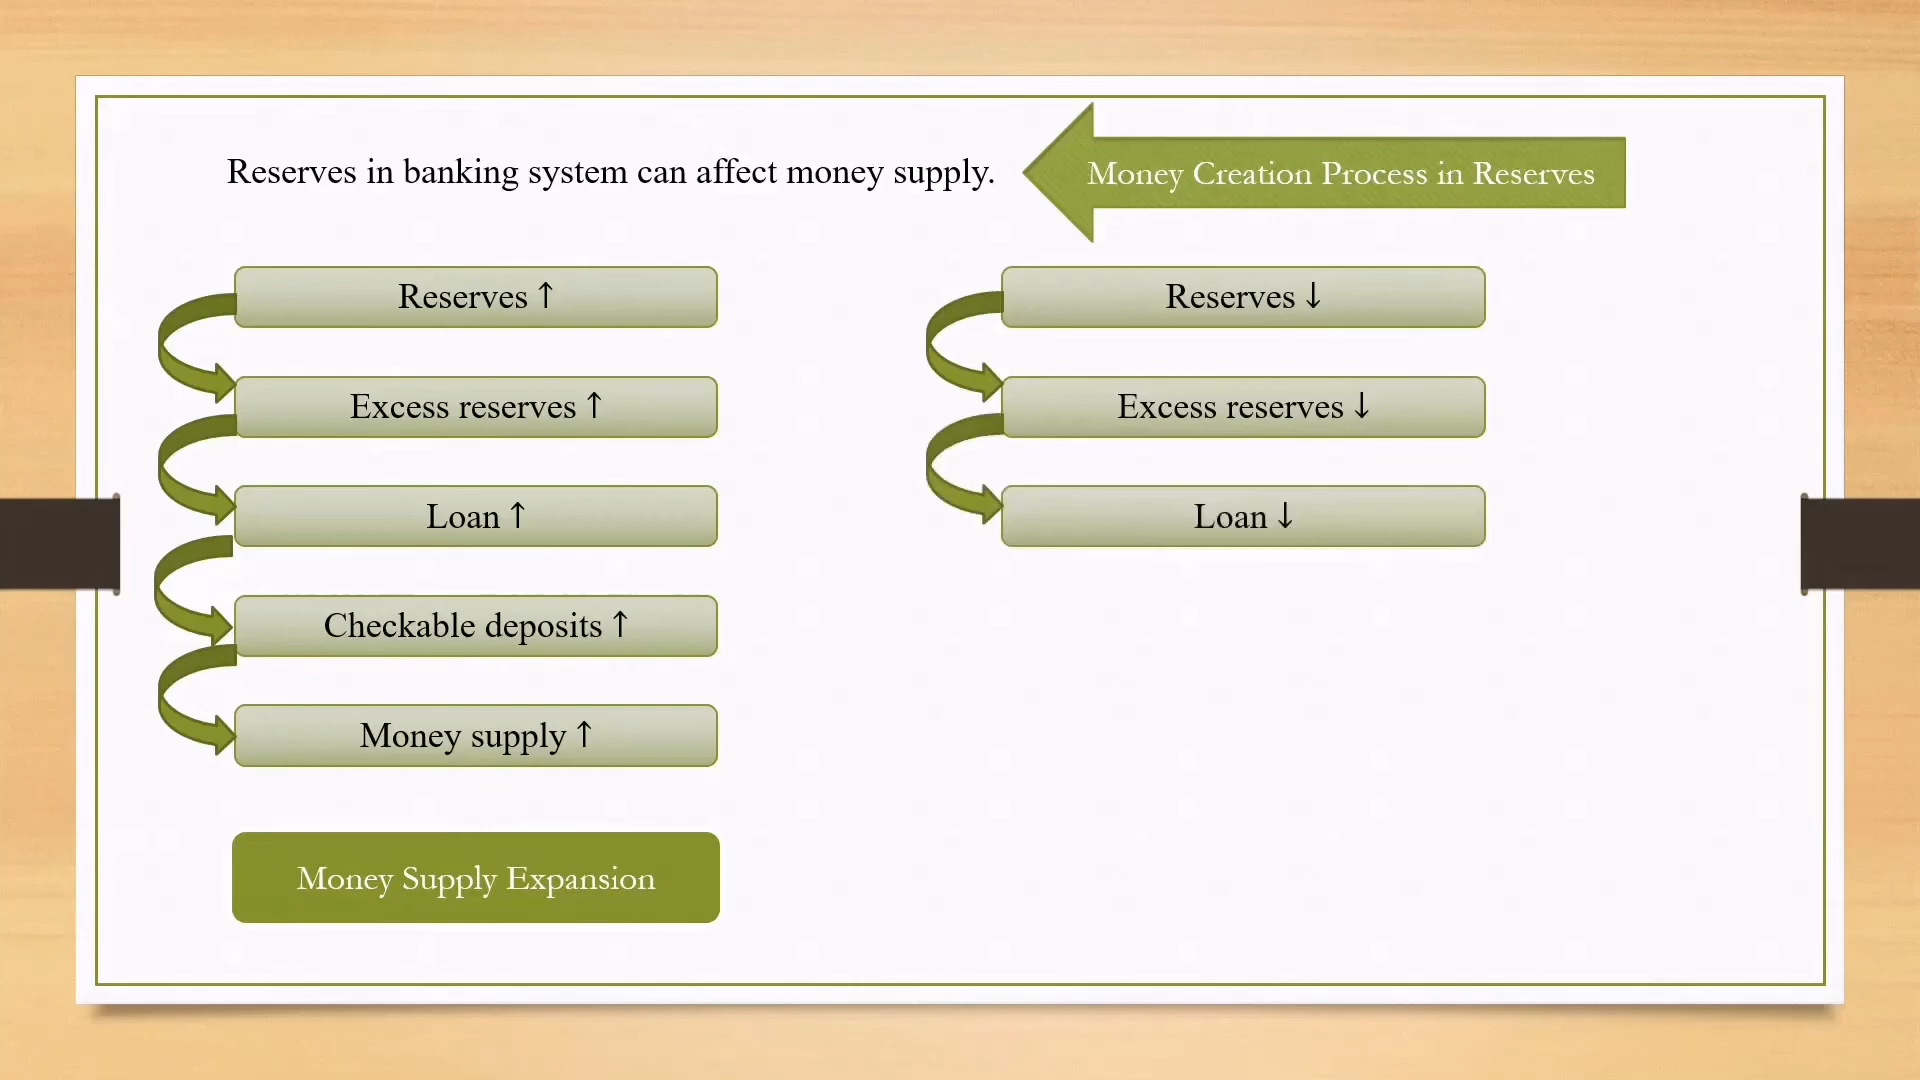 Reserves in banking system can affect money supply.
Money Creation Process in Reserves
Reserves ↑
Excess reserves ↑
Loan ↑
Checkable deposits ↑
Money supply ↑
Money Supply Expansion
Reserves ↓
Excess reserves ↓
Loan ↓